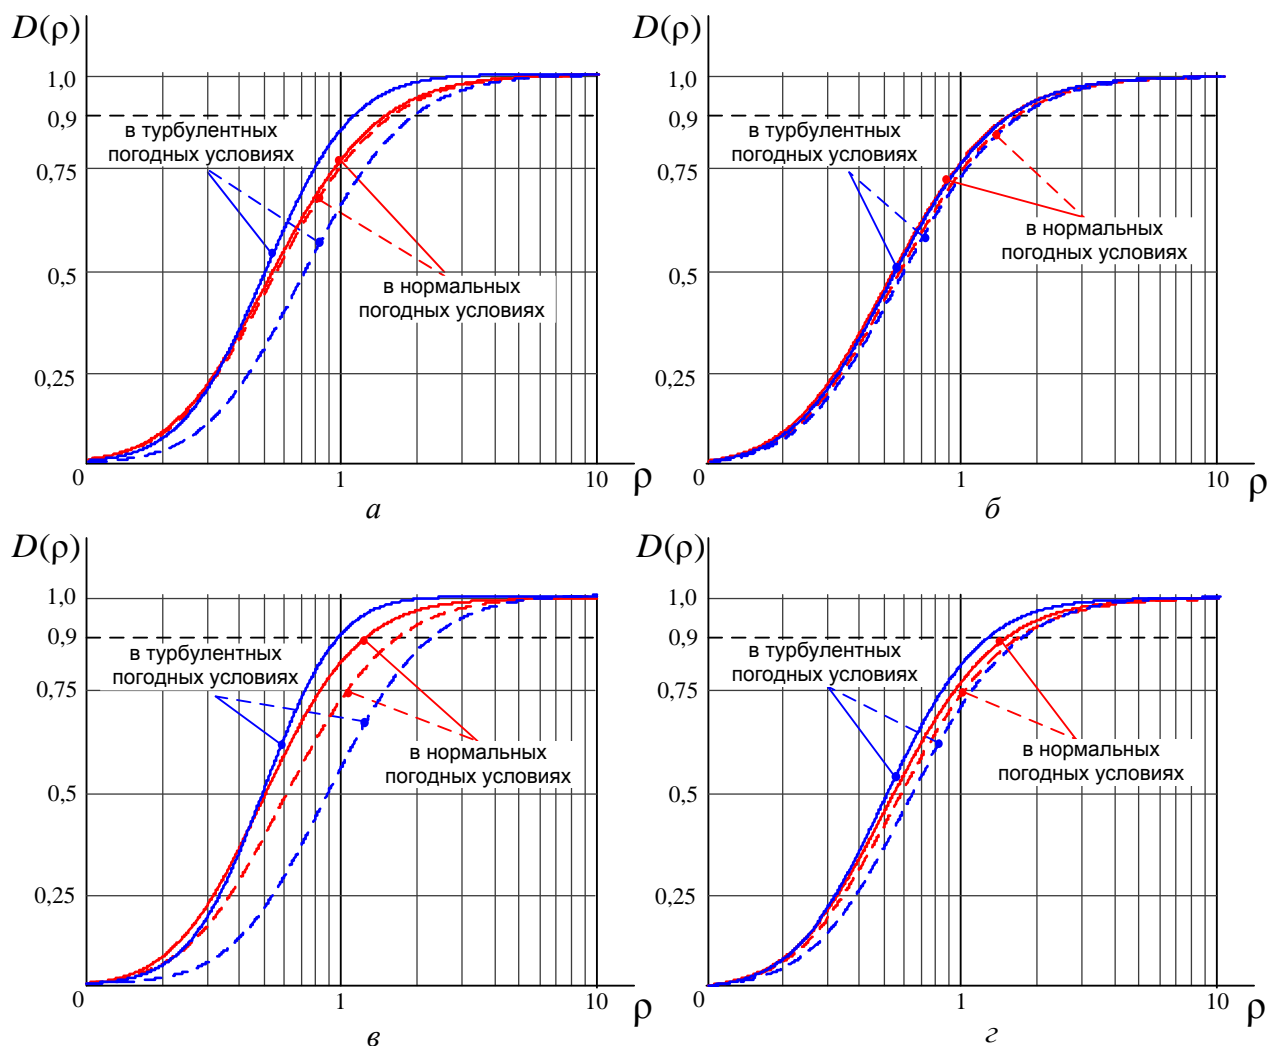 D(ρ)
1,0
0,9
в турбулентных
погодных условиях
0,75
0,5
в нормальных
погодных условиях
0,25
0
1
10
ρ
а
D(ρ)
1,0
0,9
в турбулентных
погодных условиях
0,75
в нормальных
погодных условиях
0,5
0,25
0
1
10
ρ
б
D(ρ)
1,0
0,9
в турбулентных
погодных условиях
0,75
в нормальных
погодных условиях
0,5
0,25
0
1
10
ρ
в
D(ρ)
1,0
0,9
в турбулентных
погодных условиях
0,75
в нормальных
погодных условиях
0,5
0,25
0
1
10
ρ
г